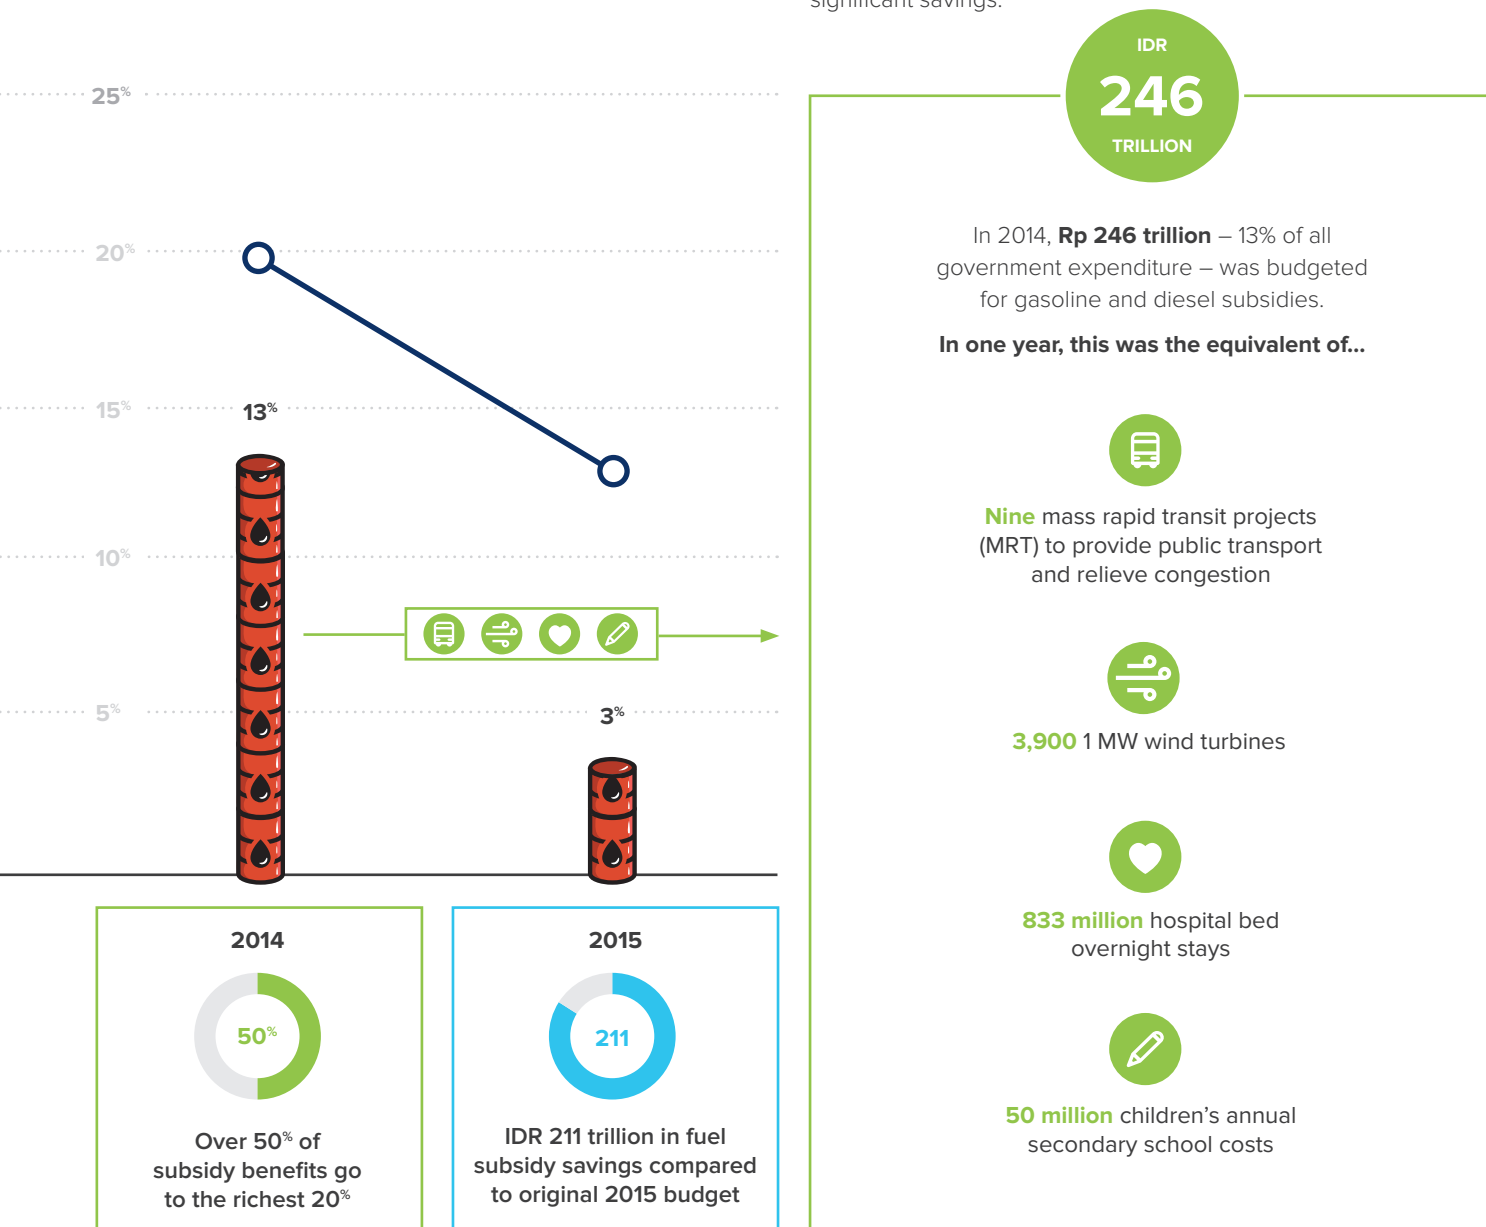 significant savings.
25%
20%
15%
13%
10%
5%
3%
2014
50%
Over 50% of
subsidy benefits go
to the richest 20%
2015
211
IDR 211 trillion in fuel
subsidy savings compared
to original 2015 budget
IDR
246
TRILLION
In 2014, Rp 246 trillion – 13% of all
government expenditure – was budgeted
for gasoline and diesel subsidies.
In one year, this was the equivalent of...
Nine mass rapid transit projects
(MRT) to provide public transport
and relieve congestion
3,900 1 MW wind turbines
833 million hospital bed
overnight stays
50 million children’s annual
secondary school costs